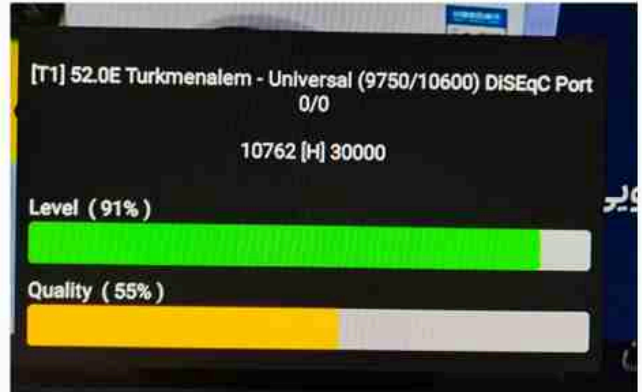 [T1] 52.0E Turkmenalem - Universal (9750/10600) DiSEqC Port
0/0
10762 [H] 30000
Level ( 91% )
Quality ( 55% )